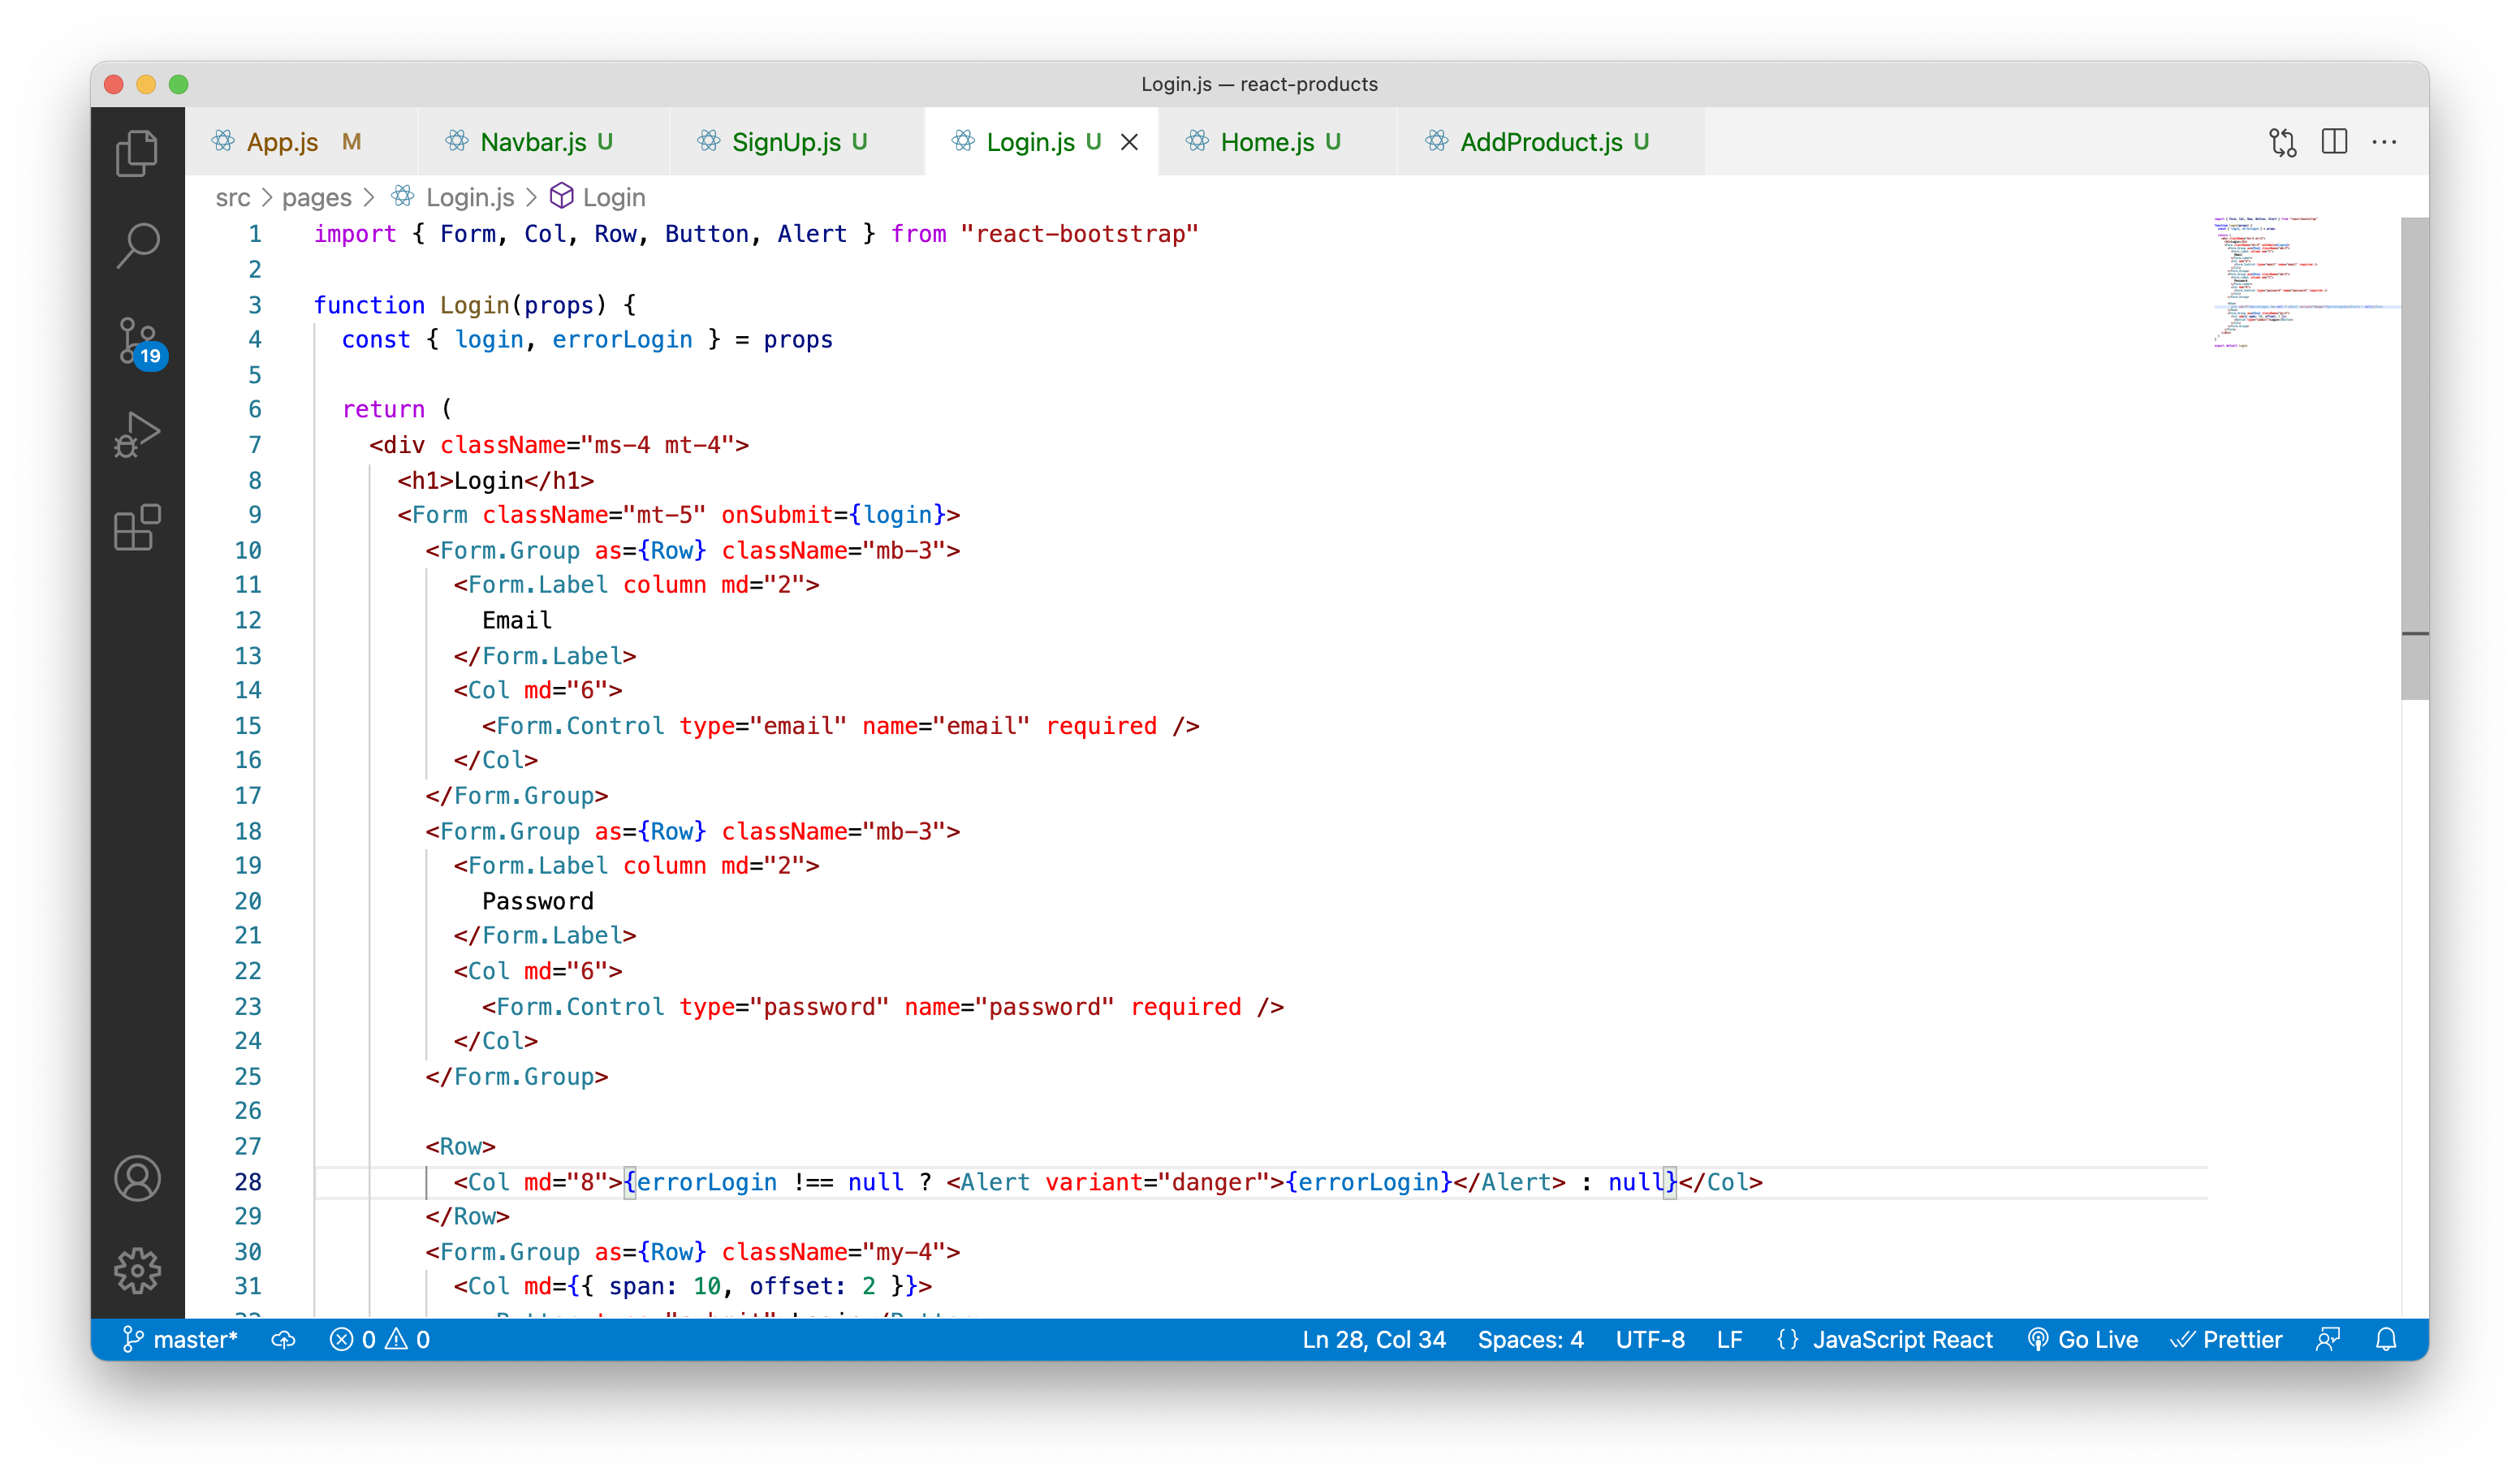 Login.js — react-products
App.js M Navbar.js U SignUp.js U Login.js U Home.js U AddProduct.js U
src > pages > Login.js > Login
1 import { Form, Col, Row, Button, Alert } from "react-bootstrap"
2
3 function Login(props) {
4 const { login, errorLogin } = props
5
6 return (
7 <div className="ms-4 mt-4">
8 <h1>Login</h1>
9 <Form className="mt-5" onSubmit={login}>
10 <Form.Group as={Row} className="mb-3">
11 <Form.Label column md="2">
12 Email
13 </Form.Label>
14 <Col md="6">
15 <Form.Control type="email" name="email" required />
16 </Col>
17 </Form.Group>
18 <Form.Group as={Row} className="mb-3">
19 <Form.Label column md="2">
20 Password
21 </Form.Label>
22 <Col md="6">
23 <Form.Control type="password" name="password" required />
24 </Col>
25 </Form.Group>
26
27 <Row>
28 <Col md="8">{errorLogin !== null ? <Alert variant="danger">{errorLogin}</Alert> : null}</Col>
29 </Row>
30 <Form.Group as={Row} className="my-4">
31 <Col md={{ span: 10, offset: 2 }}>
19
master* 0 0 Ln 28, Col 34 Spaces: 4 UTF-8 LF {} JavaScript React Go Live Prettier